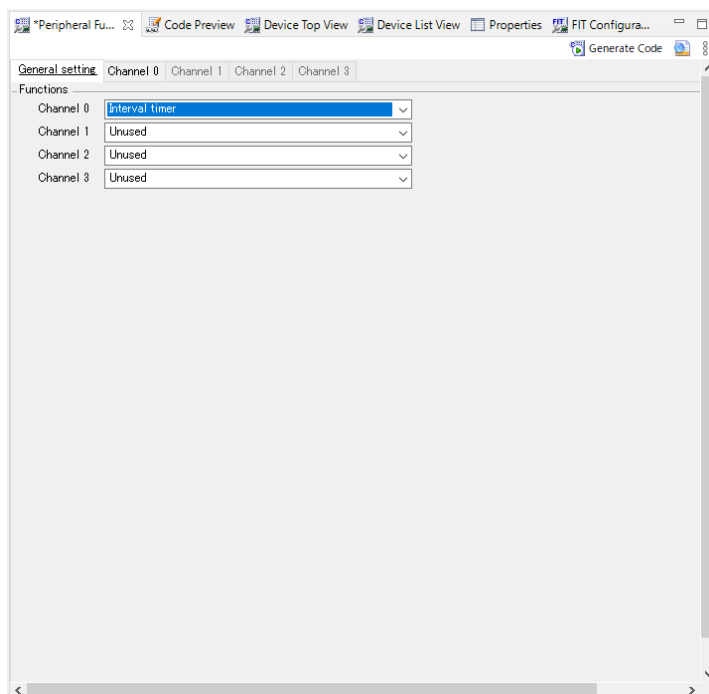 *Peripheral Fu... Code Preview Device Top View Device List View Properties FIT Configura...
Generate Code
General setting Channel 0 Channel 1 Channel 2 Channel 3
Functions
Channel 0 Interval timer
Channel 1 Unused
Channel 2 Unused
Channel 3 Unused